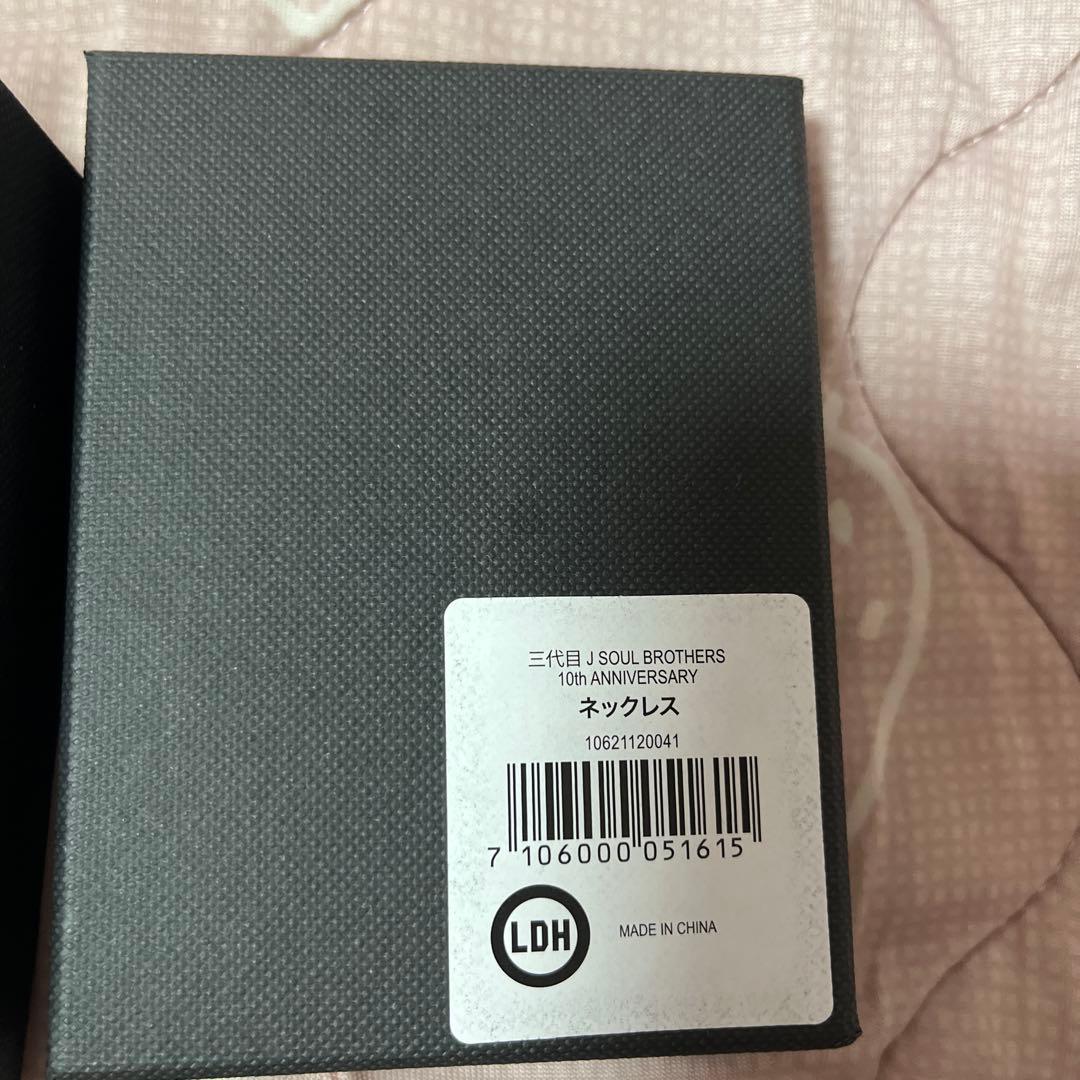 三代目 J SOUL BROTHERS
10th ANNIVERSARY
ネックレス
10621120041
7 106000 051615
LDH
MADE IN CHINA